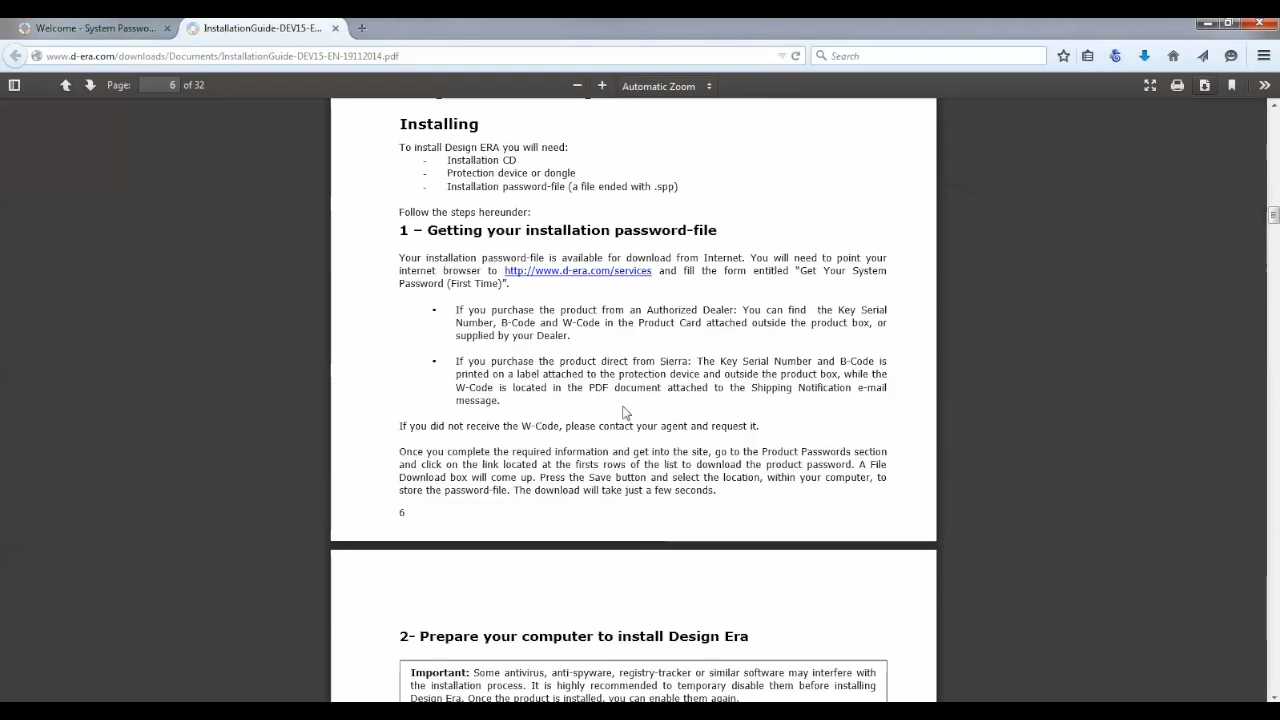 Welcome - System Passwo...
InstallationGuide-DEV15-E...
www.d-era.com/downloads/Documents/InstallationGuide-DEV15-EN-19112014.pdf
Search
Page: 6 of 32
Automatic Zoom
Installing
To install Design ERA you will need:
- Installation CD
- Protection device or dongle
- Installation password-file (a file ended with .spp)
Follow the steps hereunder:
1 – Getting your installation password-file
Your installation password-file is available for download from Internet. You will need to point your
internet browser to http://www.d-era.com/services and fill the form entitled "Get Your System
Password (First Time)".
• If you purchase the product from an Authorized Dealer: You can find the Key Serial
Number, B-Code and W-Code in the Product Card attached outside the product box, or
supplied by your Dealer.
• If you purchase the product direct from Sierra: The Key Serial Number and B-Code is
printed on a label attached to the protection device and outside the product box, while the
W-Code is located in the PDF document attached to the Shipping Notification e-mail
message.
If you did not receive the W-Code, please contact your agent and request it.
Once you complete the required information and get into the site, go to the Product Passwords section
and click on the link located at the firsts rows of the list to download the product password. A File
Download box will come up. Press the Save button and select the location, within your computer, to
store the password-file. The download will take just a few seconds.
6
2- Prepare your computer to install Design Era
Important: Some antivirus, anti-spyware, registry-tracker or similar software may interfere with
the installation process. It is highly recommended to temporary disable them before installing
Design Era. Once the product is installed, you can enable them again.